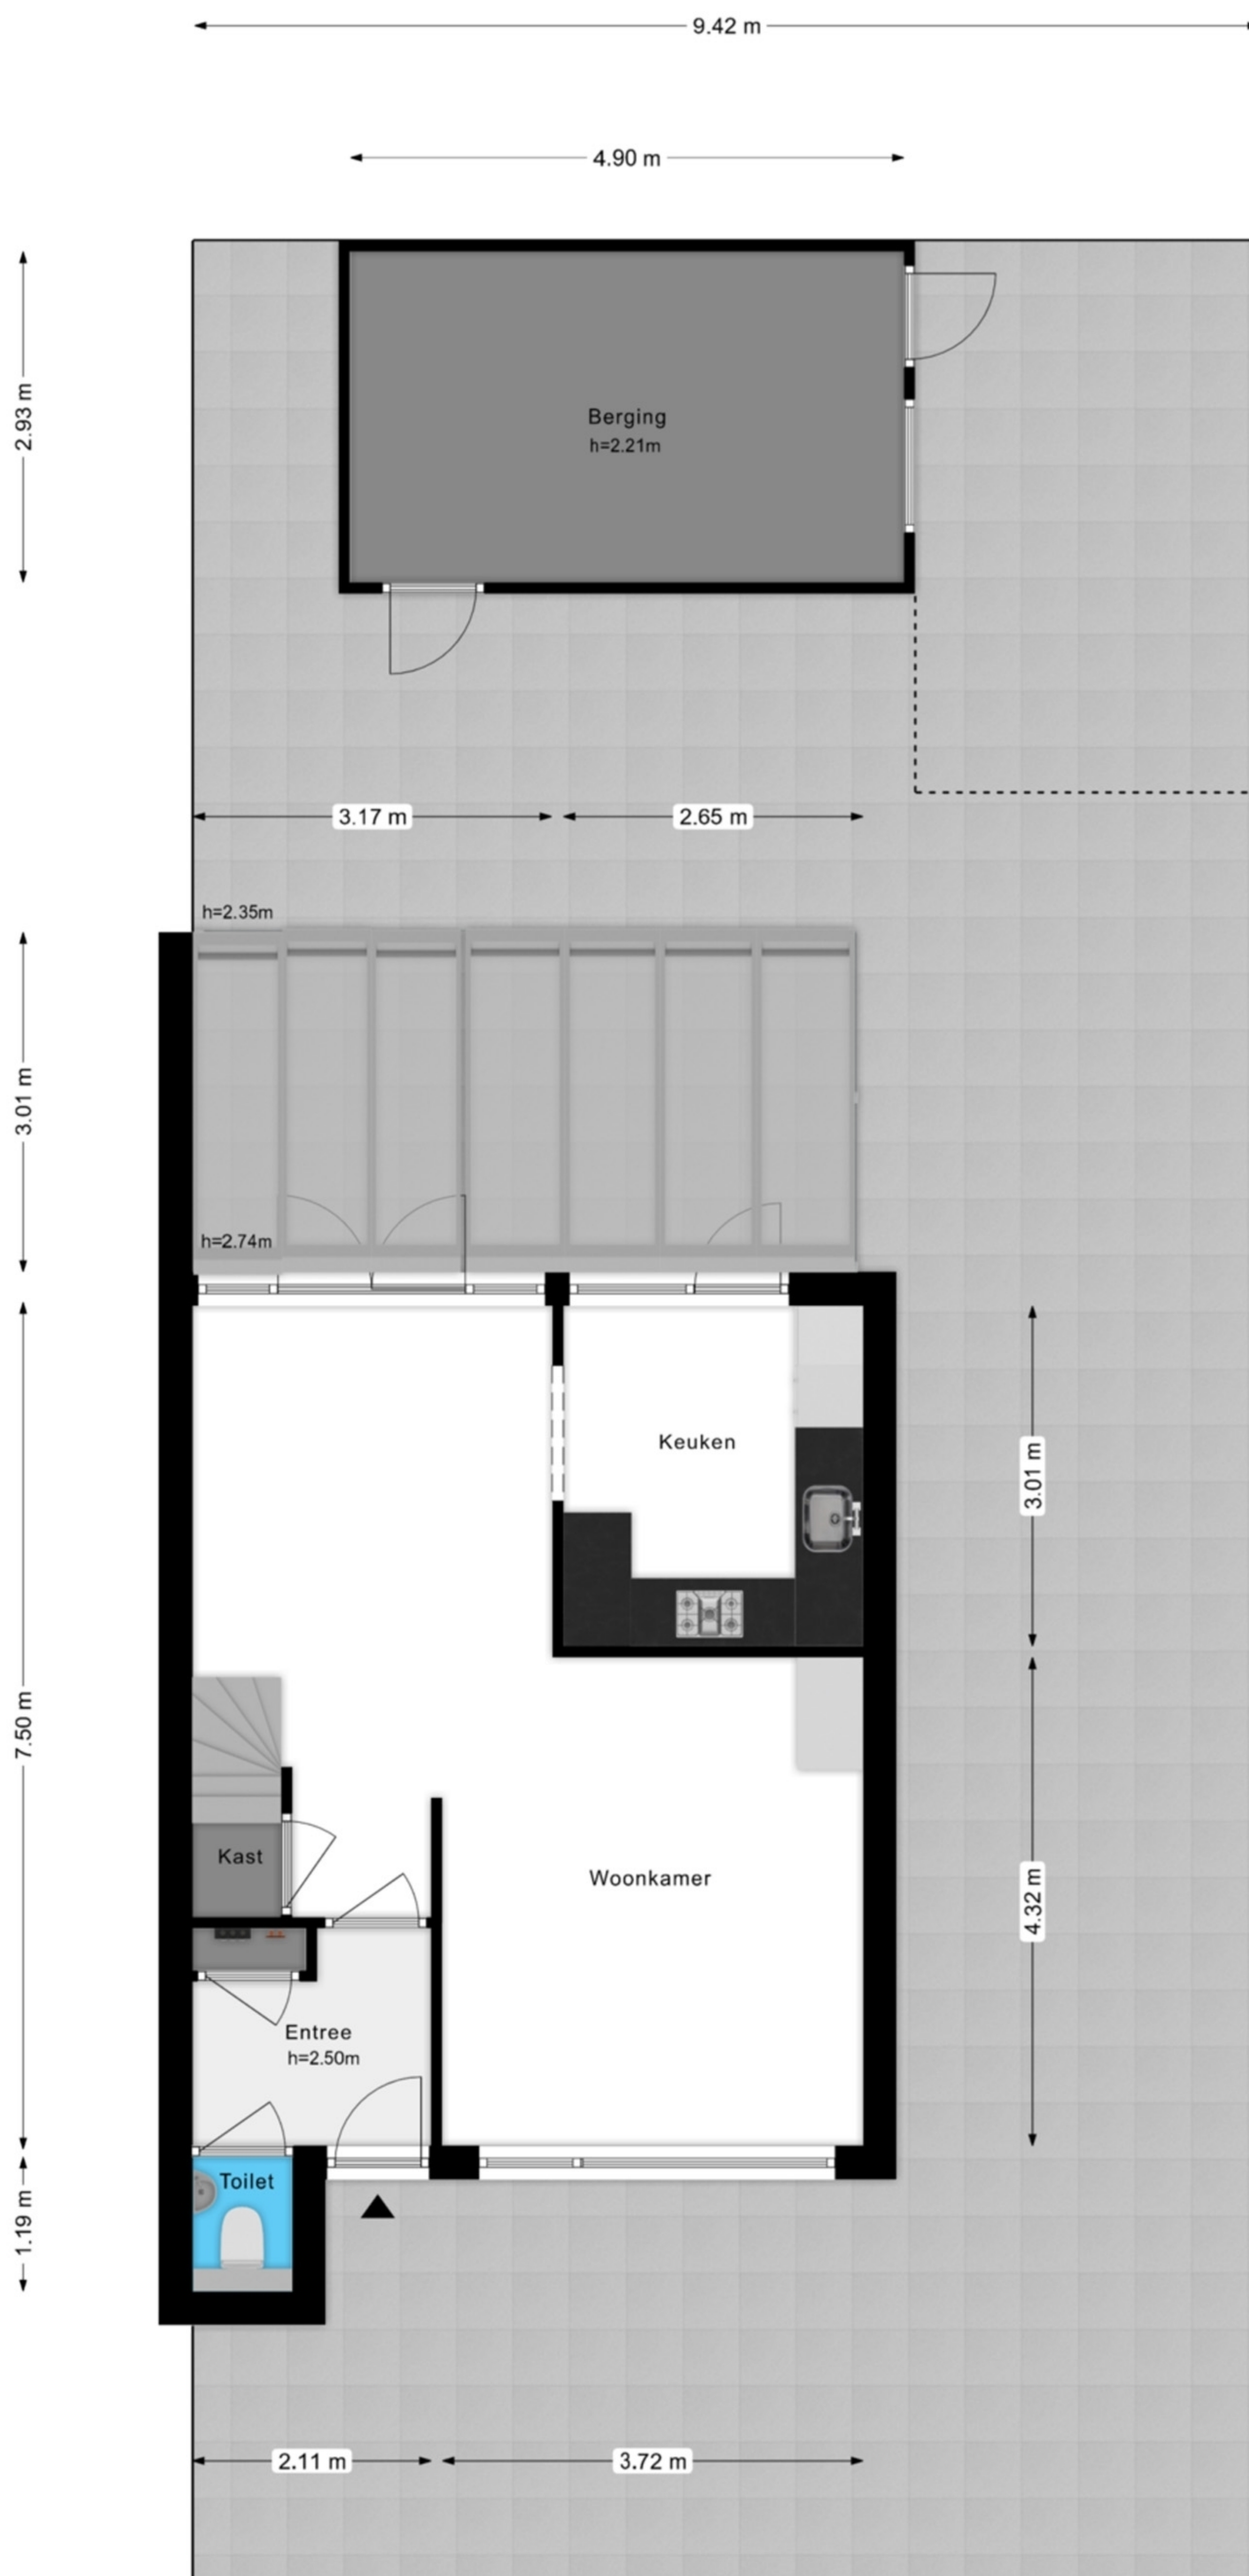 9.42 m
4.90 m
2.93 m
Berging
h=2.21m
3.17 m
2.65 m
h=2.35m
3.01 m
h=2.74m
Keuken
3.01 m
7.50 m
Kast
Woonkamer
4.32 m
Entree
h=2.50m
Toilet
1.19 m
2.11 m
3.72 m